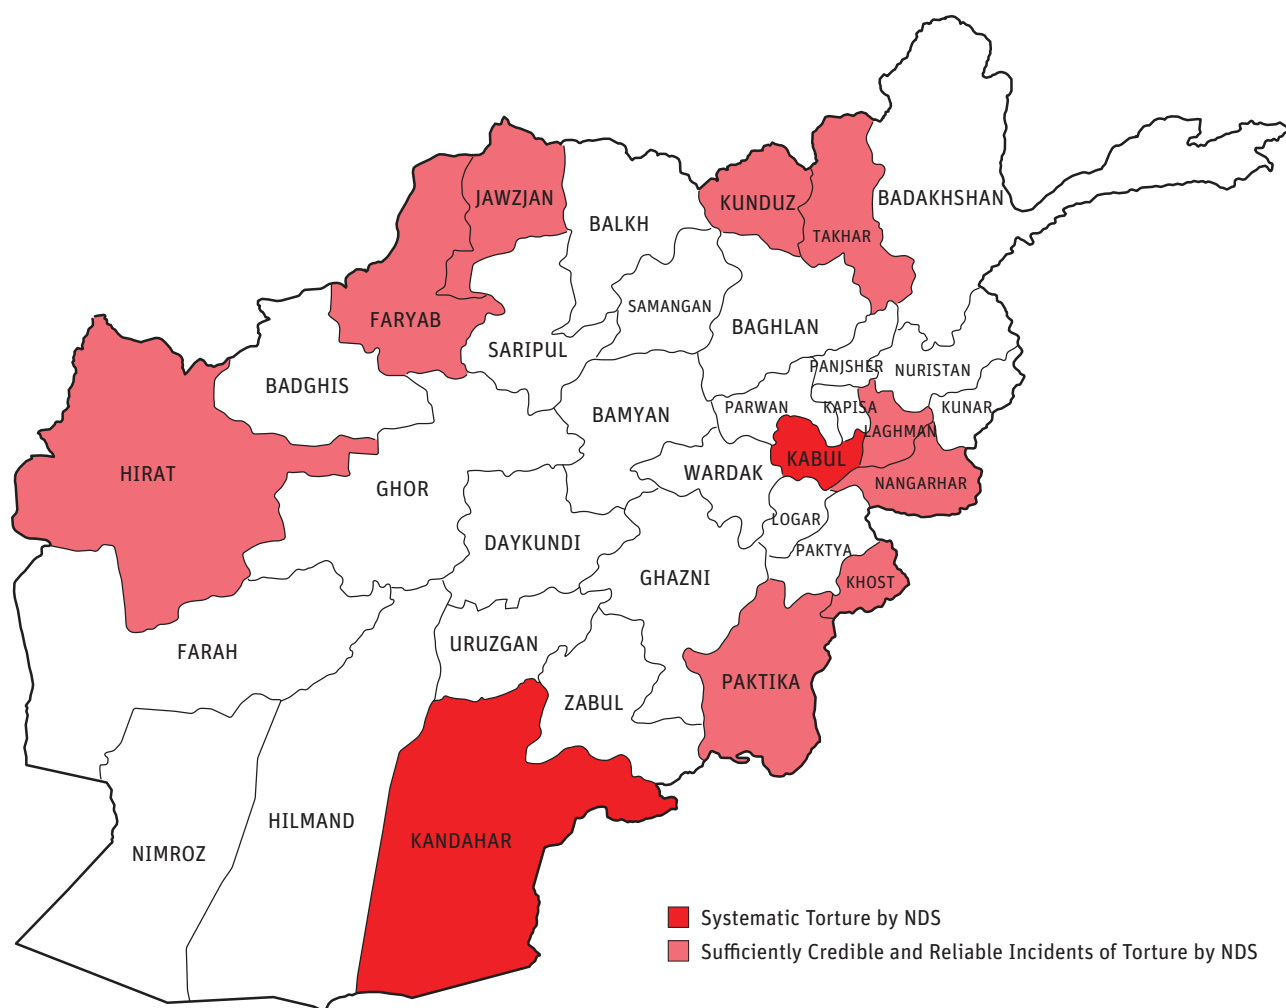 JAWZJAN
KUNDUZ
BADAKHSHAN
BALKH
TAKHAR
SAMANGAN
FARYAB
BAGHLAN
SARIPUL
PANJSHER
NURISTAN
BADGHIS
PARWAN
KAPISA
KUNAR
BAMYAN
LAGHMAN
KABUL
HIRAT
WARDAK
NANGARHAR
GHOR
LOGAR
DAYKUNDI
PAKTYA
GHAZNI
KHOST
URUZGAN
FARAH
PAKTIKA
ZABUL
HILMAND
KANDAHAR
NIMROZ
Systematic Torture by NDS
Sufficiently Credible and Reliable Incidents of Torture by NDS